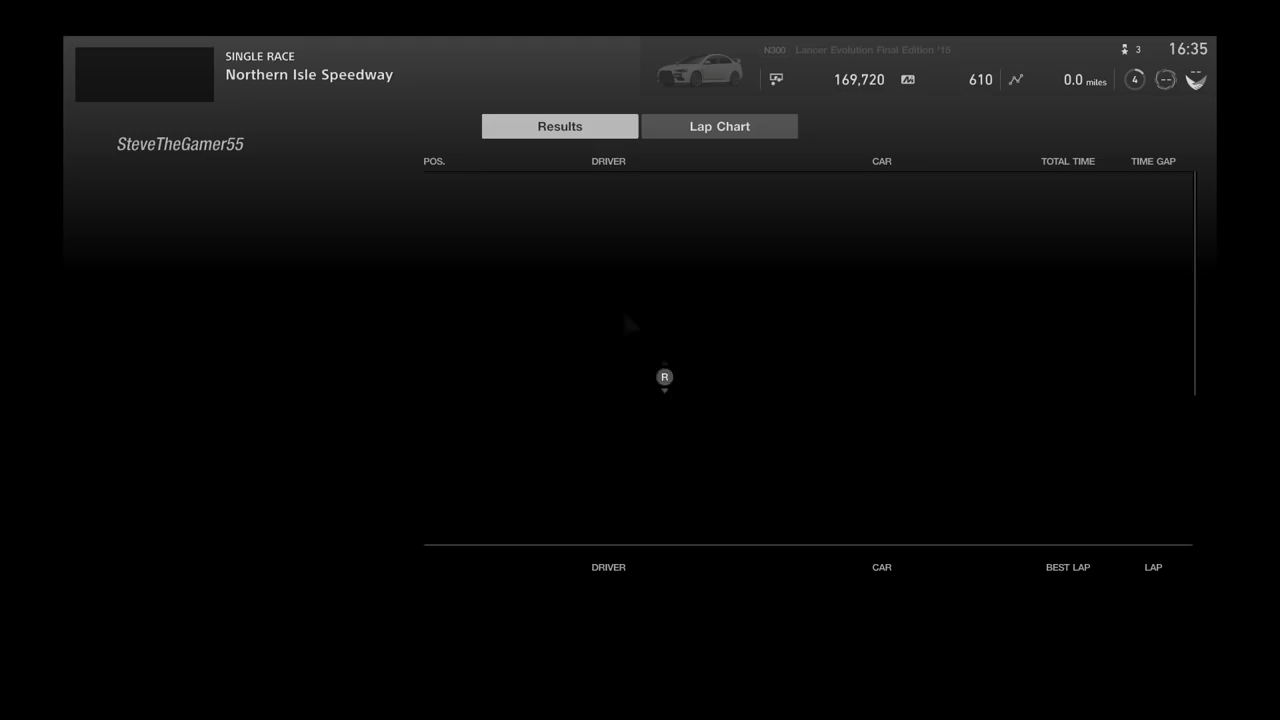 SINGLE RACE
Northern Isle Speedway
N300 Lancer Evolution Final Edition '15
3 16:35
169,720 610 0.0 miles 4 -- --
SteveTheGamer55
Results Lap Chart
POS. DRIVER CAR TOTAL TIME TIME GAP
R
DRIVER CAR BEST LAP LAP